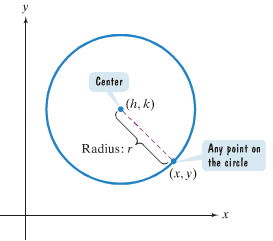 y
Center
(h, k)
Radius: r
Any point on
the circle
(x, y)
x